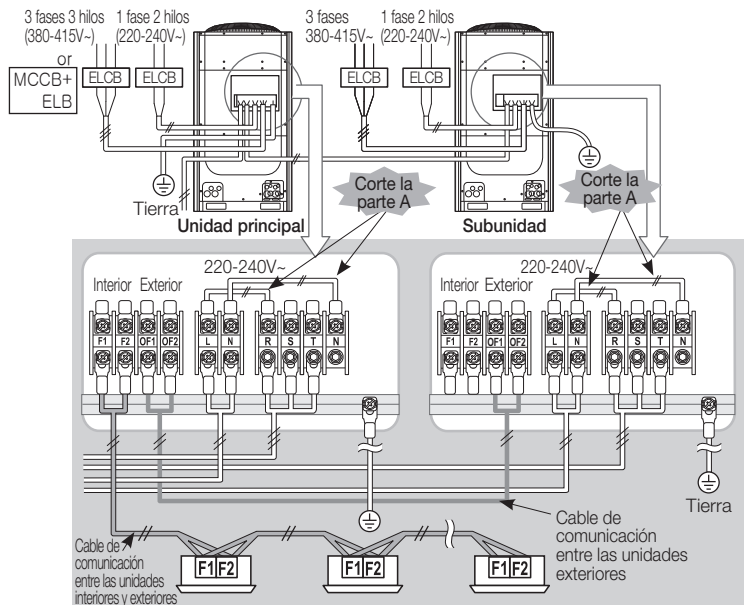 3 fases 3 hilos
(380-415V~)
1 fase 2 hilos
(220-240V~)
3 fases
380-415V~)
1 fase 2 hilos
(220-240V~)
or
MCCB+
ELB
ELCB
ELCB
ELCB
ELCB
Tierra
Unidad principal
Corte la
parte A
Subunidad
Corte la
parte A
220-240V~
Interior
Exterior
F1
F2
OF1
OF2
L
N
R
S
T
N
220-240V~
Interior
Exterior
F1
F2
OF1
OF2
L
N
R
S
T
N
Tierra
Cable de
comunicación
entre las unidades
exteriores
Cable de
comunicación
entre las unidades
interiores y exteriores
F1 F2
F1 F2
F1 F2